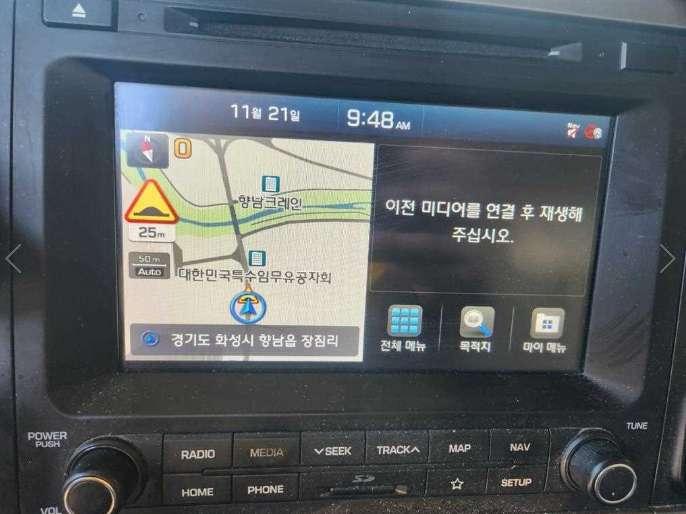 11월 21일
9:48 AM
Nav
N
0
향남크레인
25m
50 m
Auto
대한민국특수임무유공자회
경기도 화성시 향남읍 장짐리
이전 미디어를 연결 후 재생해
주십시오.
전체 메뉴
목적지
마이 메뉴
POWER
PUSH
VOL
RADIO
MEDIA
SEEK
TRACK
MAP
NAV
TUNE
HOME
PHONE
SD
SETUP